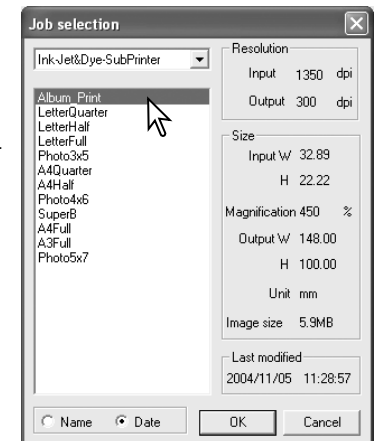 Job selection
Ink-Jet&Dye-SubPrinter
Album_Print
LetterQuarter
LetterHalf
LetterFull
Photo3x5
A4Quarter
A4Half
Photo4x6
SuperB
A4Full
A3Full
Photo5x7
Name Date
Resolution
Input 1350 dpi
Output 300 dpi
Size
Input W 32.89
H 22.22
Magnification 450 %
Output W 148.00
H 100.00
Unit mm
Image size 5.9MB
Last modified
2004/11/05 11:28:57
OK Cancel